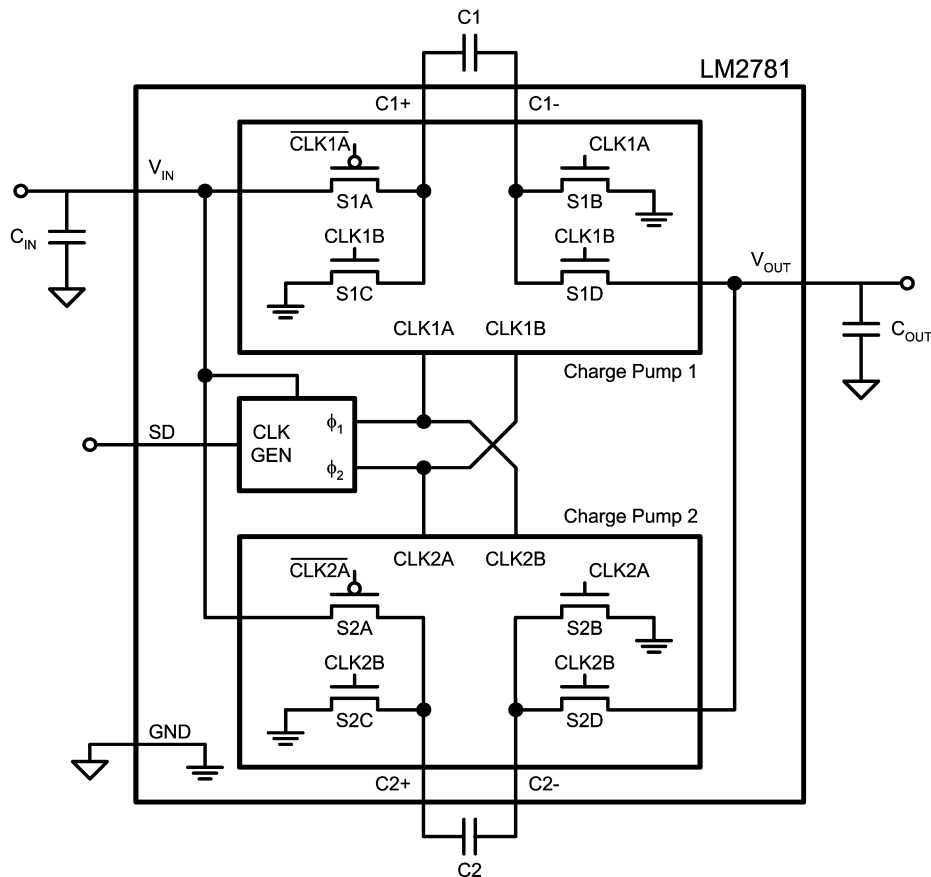 C1
LM2781
C1+ C1-
CLK1A CLK1A
V_IN
S1A S1B
C_IN
CLK1B CLK1B
V_OUT
S1C S1D
C_OUT
CLK1A CLK1B
Charge Pump 1
SD
CLK
GEN
ϕ1
ϕ2
Charge Pump 2
CLK2A CLK2B
CLK2A CLK2A
S2A S2B
CLK2B CLK2B
S2C S2D
GND
C2+ C2-
C2